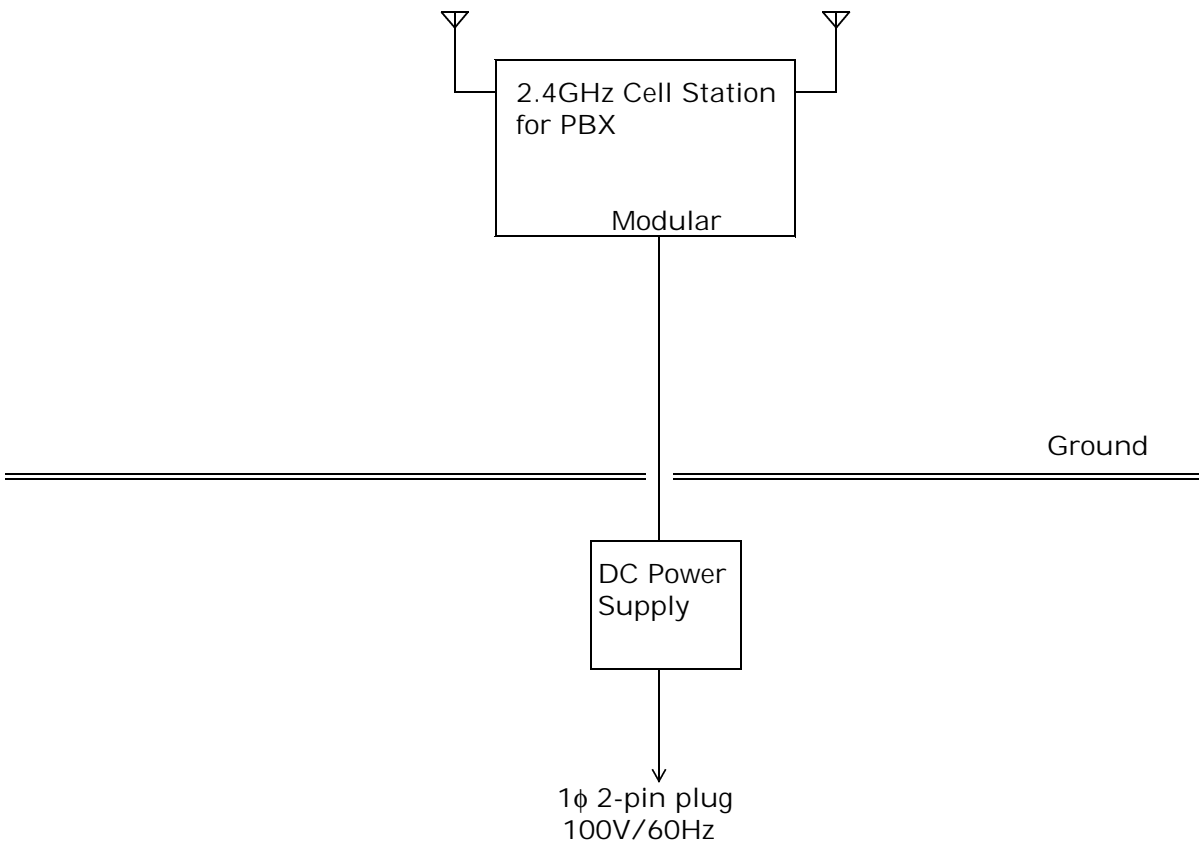 2.4GHz Cell Station
for PBX
Modular
Ground
DC Power
Supply
1ϕ 2-pin plug
100V/60Hz